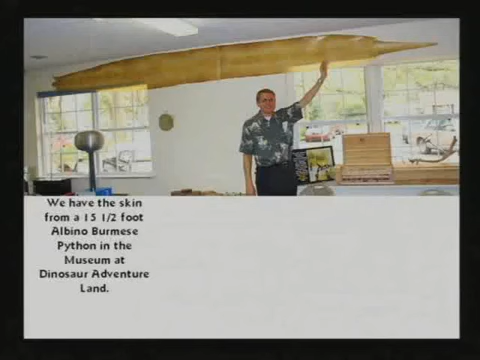 We have the skin
from a 15 1/2 foot
Albino Burmese
Python in the
Museum at
Dinosaur Adventure
Land.